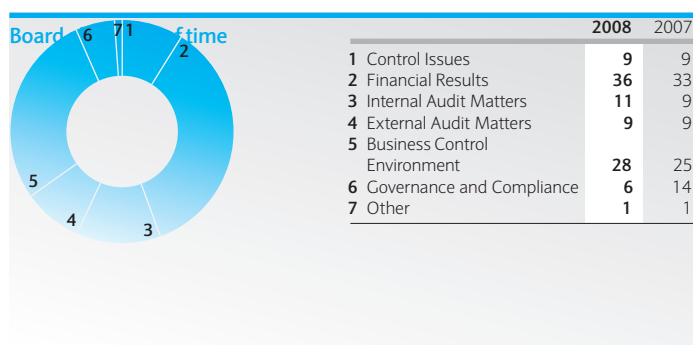 Board
f time
7 1
6
2
5
4
3
2008 2007
1 Control Issues 9 9
2 Financial Results 36 33
3 Internal Audit Matters 11 9
4 External Audit Matters 9 9
5 Business Control
Environment 28 25
6 Governance and Compliance 6 14
7 Other 1 1